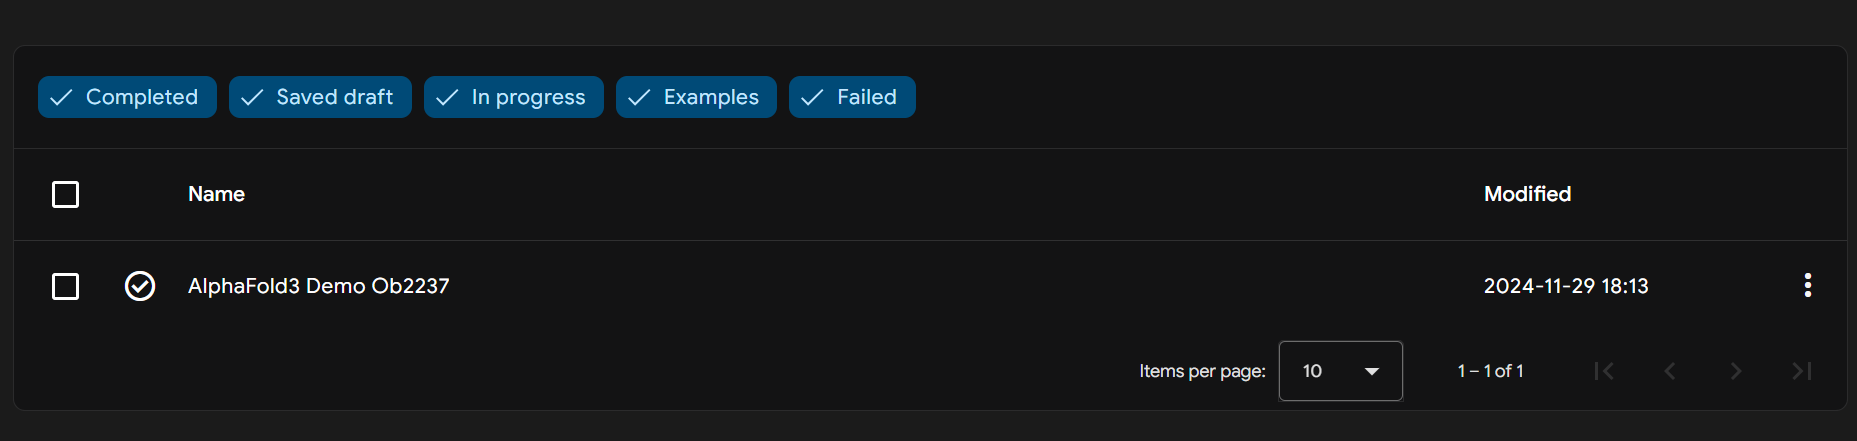 Completed Saved draft In progress Examples Failed
Name Modified
AlphaFold3 Demo Ob2237 2024-11-29 18:13
Items per page: 10 1 – 1 of 1